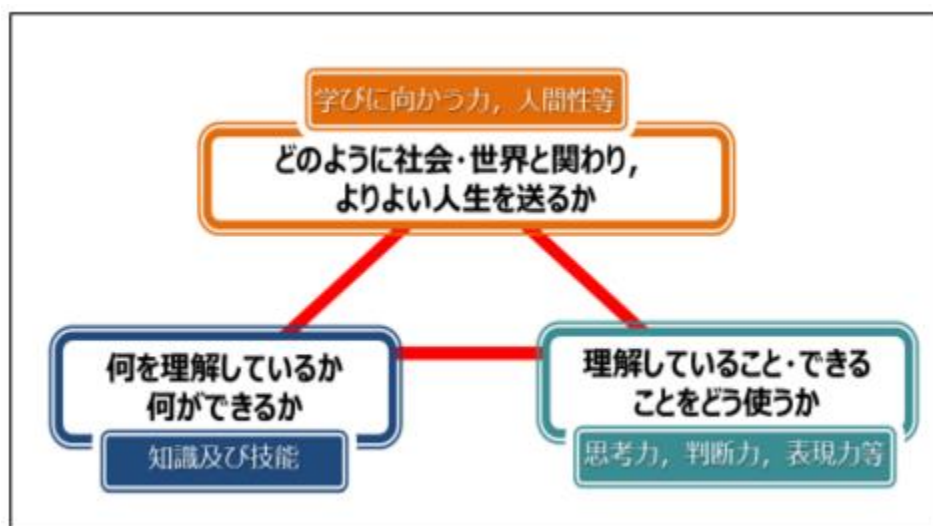 学びに向かう力，人間性等
どのように社会・世界と関わり，
よりよい人生を送るか
何を理解しているか
何ができるか
知識及び技能
理解していること・できる
ことをどう使うか
思考力，判断力，表現力等